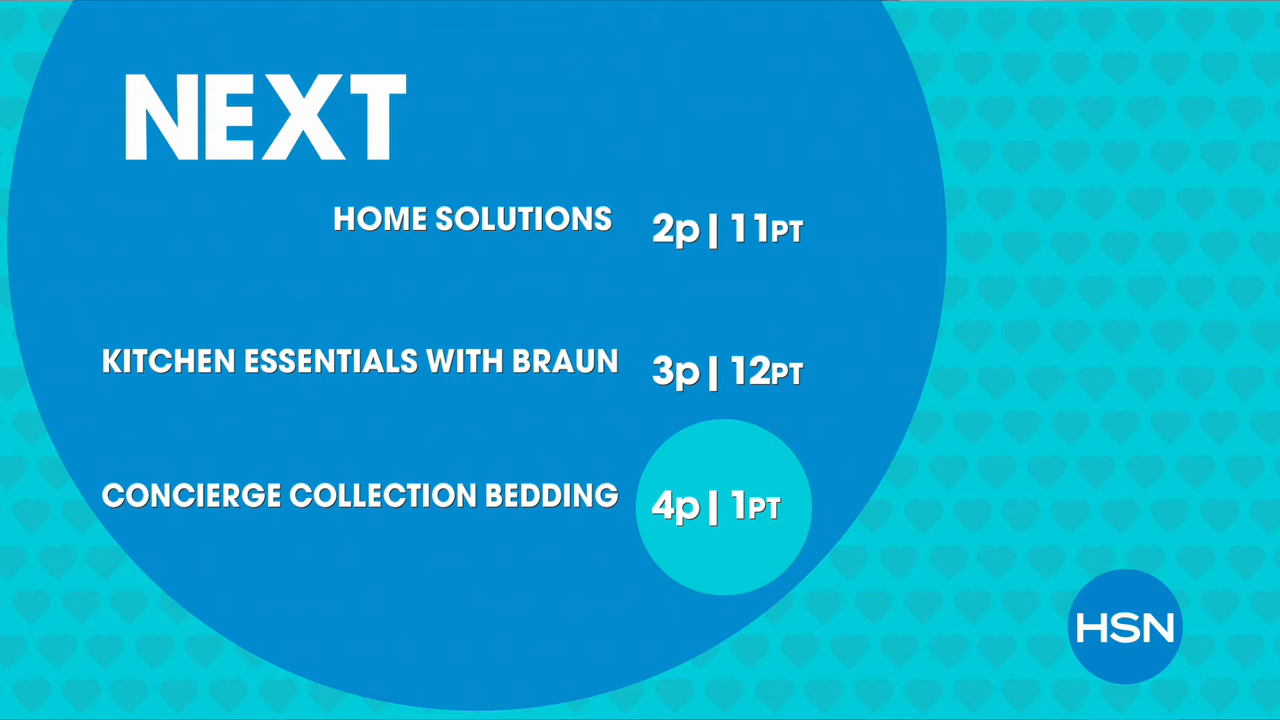 NEXT
HOME SOLUTIONS 2p | 11PT
KITCHEN ESSENTIALS WITH BRAUN 3p | 12PT
CONCIERGE COLLECTION BEDDING 4p | 1PT
HSN